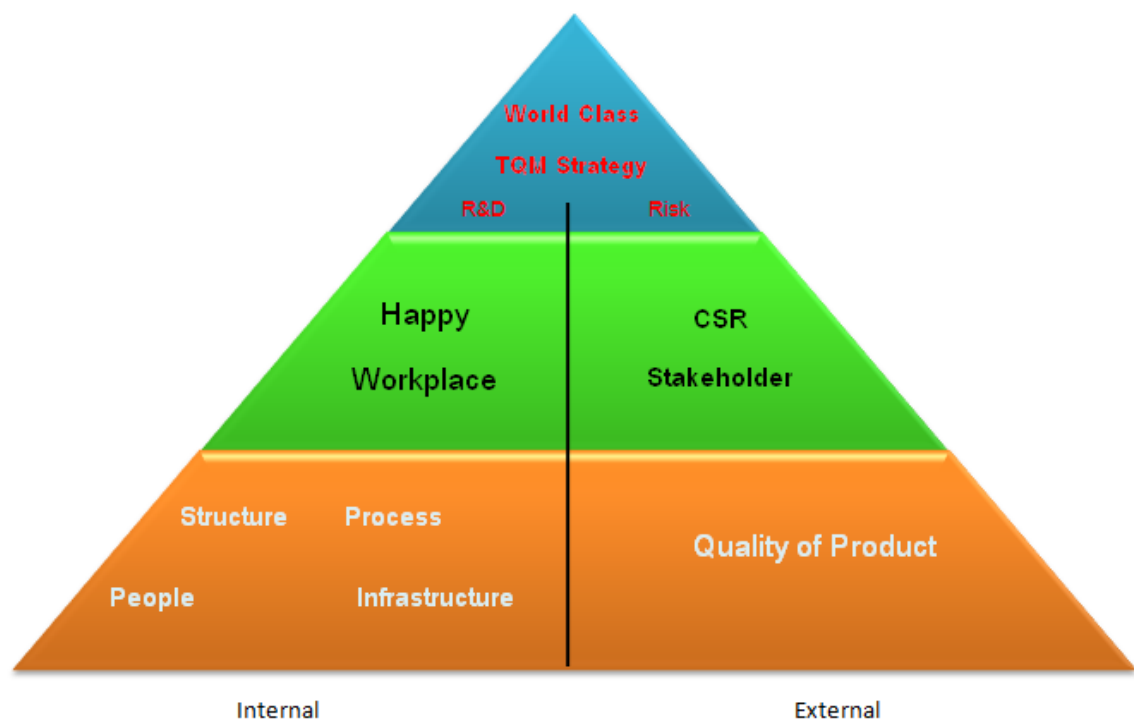 World Class
TQM Strategy
R&D
Risk
Happy
Workplace
CSR
Stakeholder
Structure
Process
People
Infrastructure
Quality of Product
Internal
External